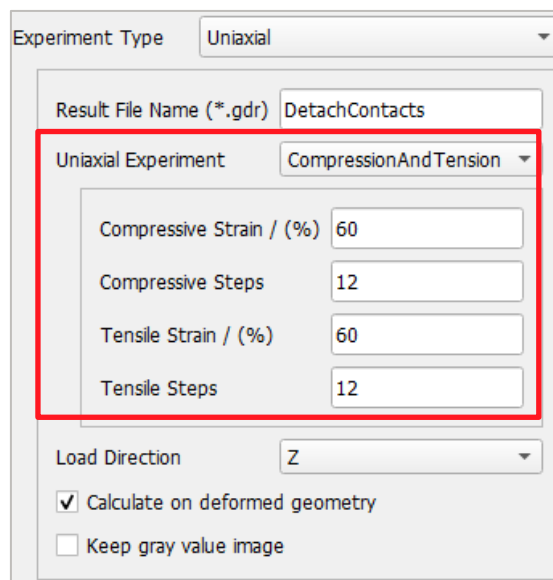 Experiment Type Uniaxial
Result File Name (*.gdr) DetachContacts
Uniaxial Experiment CompressionAndTension
Compressive Strain / (%) 60
Compressive Steps 12
Tensile Strain / (%) 60
Tensile Steps 12
Load Direction Z
Calculate on deformed geometry
Keep gray value image